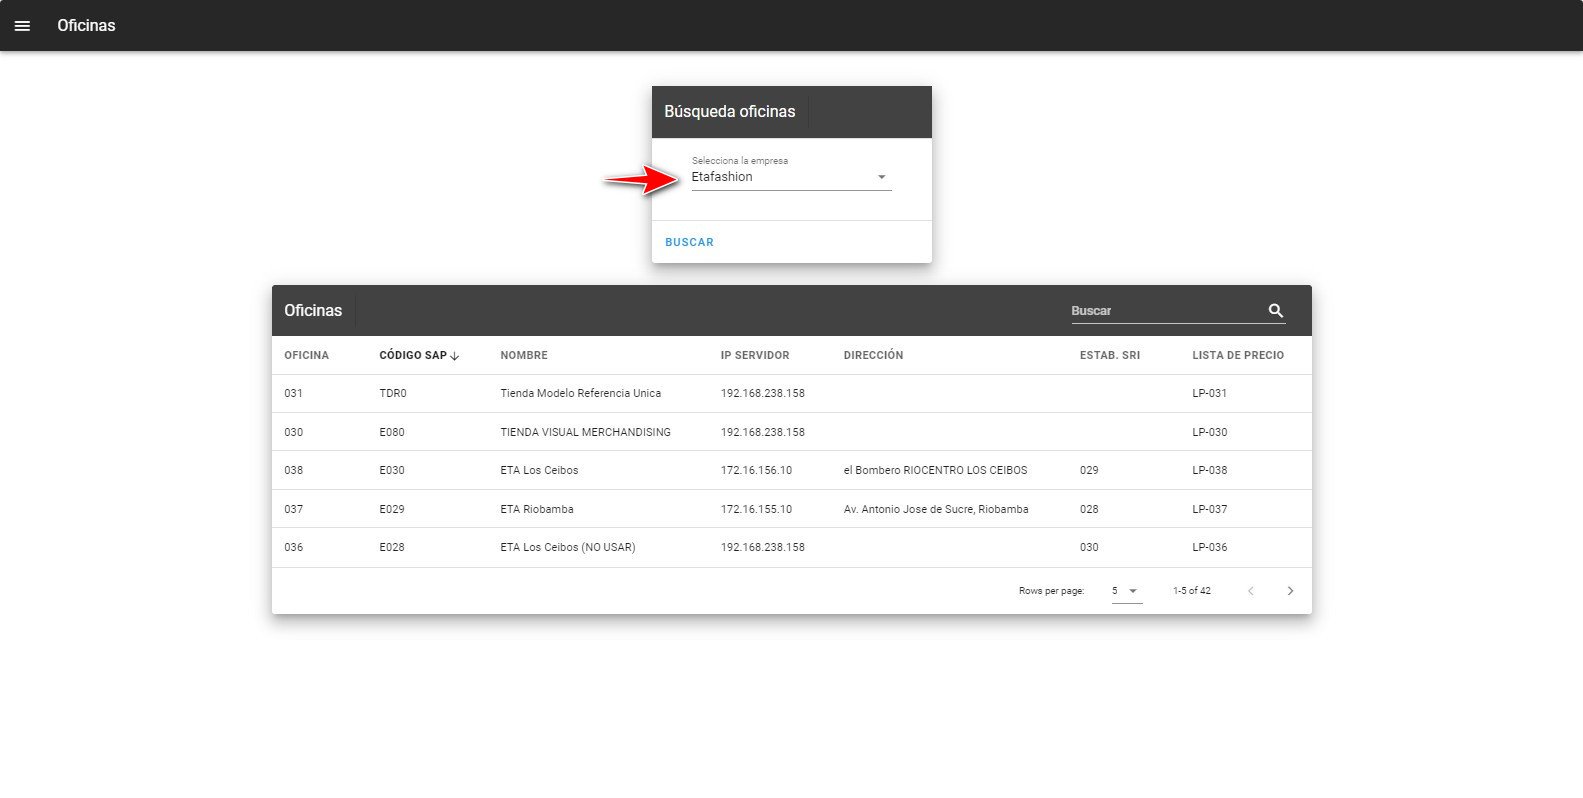 Oficinas
Búsqueda oficinas
Selecciona la empresa
Etafashion
BUSCAR
Oficinas Buscar
OFICINA CÓDIGO SAP NOMBRE IP SERVIDOR DIRECCIÓN ESTAB. SRI LISTA DE PRECIO
031 TDR0 Tienda Modelo Referencia Unica 192.168.238.158 LP-031
030 E080 TIENDA VISUAL MERCHANDISING 192.168.238.158 LP-030
038 E030 ETA Los Ceibos 172.16.156.10 el Bombero RIOCENTRO LOS CEIBOS 029 LP-038
037 E029 ETA Riobamba 172.16.155.10 Av. Antonio Jose de Sucre, Riobamba 028 LP-037
036 E028 ETA Los Ceibos (NO USAR) 192.168.238.158 030 LP-036
Rows per page: 5 1-5 of 42